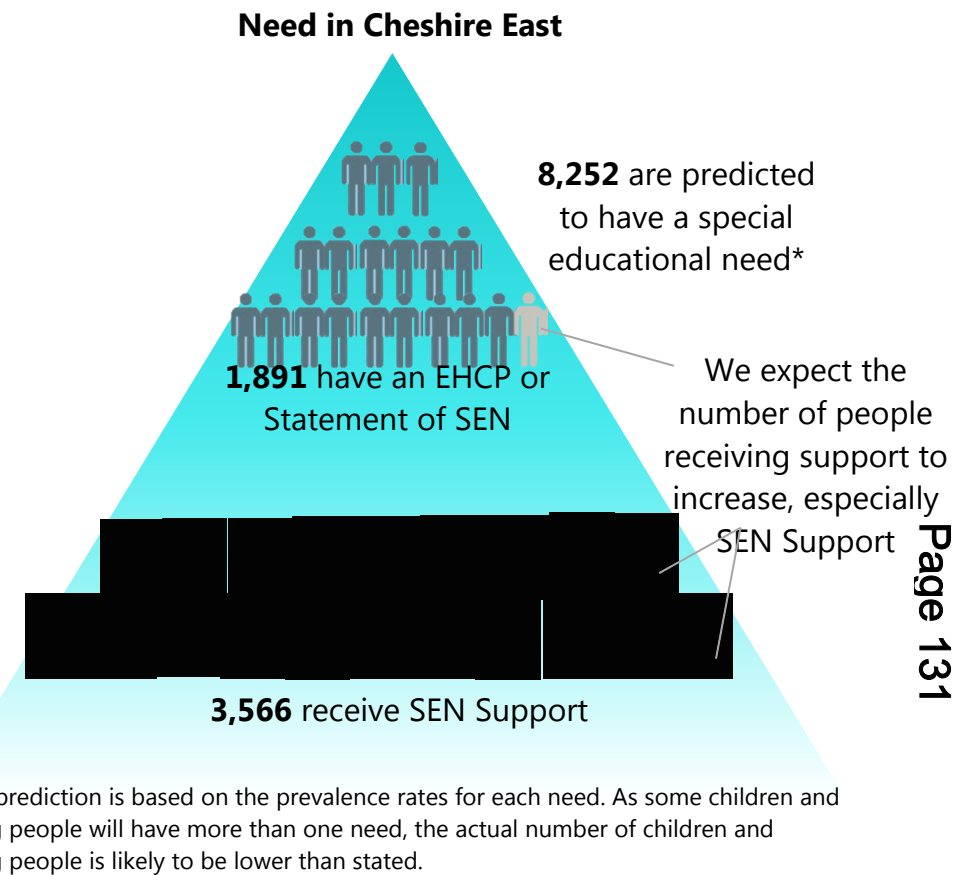 Need in Cheshire East
8,252 are predicted
to have a special
educational need*
1,891 have an EHCP or
Statement of SEN
We expect the
number of people
receiving support to
increase, especially
SEN Support
Page 131
3,566 receive SEN Support
prediction is based on the prevalence rates for each need. As some children and
people will have more than one need, the actual number of children and
people is likely to be lower than stated.